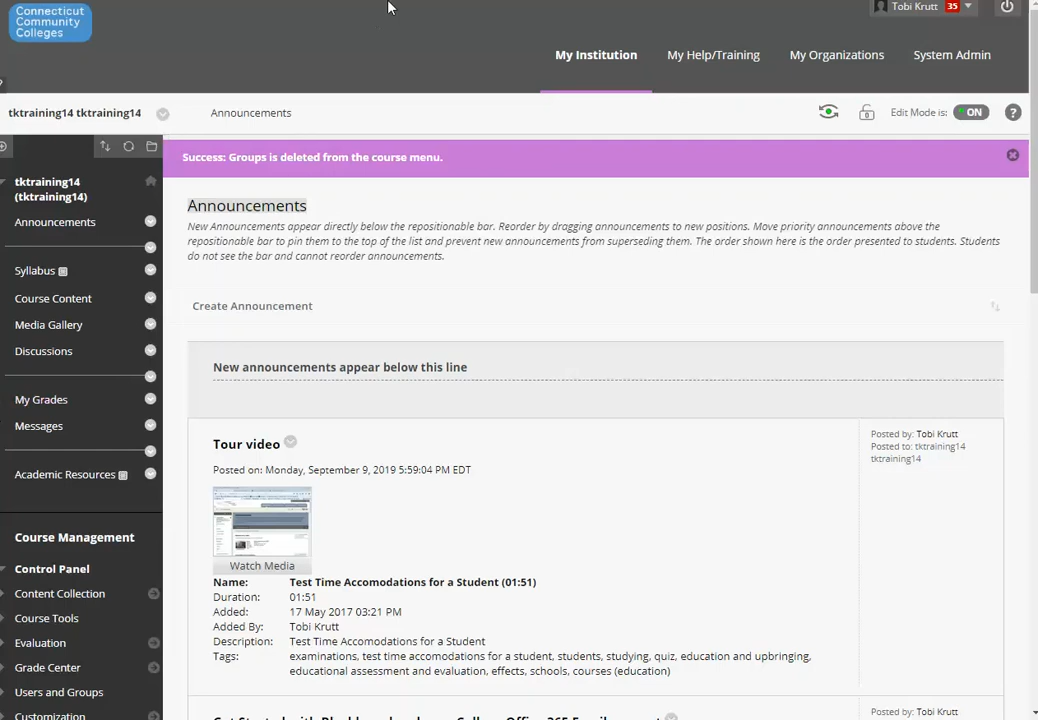 Connecticut
Community
Colleges
Tobi Krutt 35
My Institution My Help/Training My Organizations System Admin
tktraining14 tktraining14 Announcements Edit Mode is: ON ?
Success: Groups is deleted from the course menu.
tktraining14
(tktraining14)
Announcements
Syllabus
Course Content
Media Gallery
Discussions
My Grades
Messages
Academic Resources
Course Management
Control Panel
Content Collection
Course Tools
Evaluation
Grade Center
Users and Groups
Customization
Announcements
New Announcements appear directly below the repositionable bar. Reorder by dragging announcements to new positions. Move priority announcements above the
repositionable bar to pin them to the top of the list and prevent new announcements from superseding them. The order shown here is the order presented to students. Students
do not see the bar and cannot reorder announcements.
Create Announcement
New announcements appear below this line
Tour video
Posted on: Monday, September 9, 2019 5:59:04 PM EDT
Watch Media
Name: Test Time Accomodations for a Student (01:51)
Duration: 01:51
Added: 17 May 2017 03:21 PM
Added By: Tobi Krutt
Description: Test Time Accomodations for a Student
Tags: examinations, test time accomodations for a student, students, studying, quiz, education and upbringing,
educational assessment and evaluation, effects, schools, courses (education)
Posted by: Tobi Krutt
Posted to: tktraining14
tktraining14
Posted by: Tobi Krutt